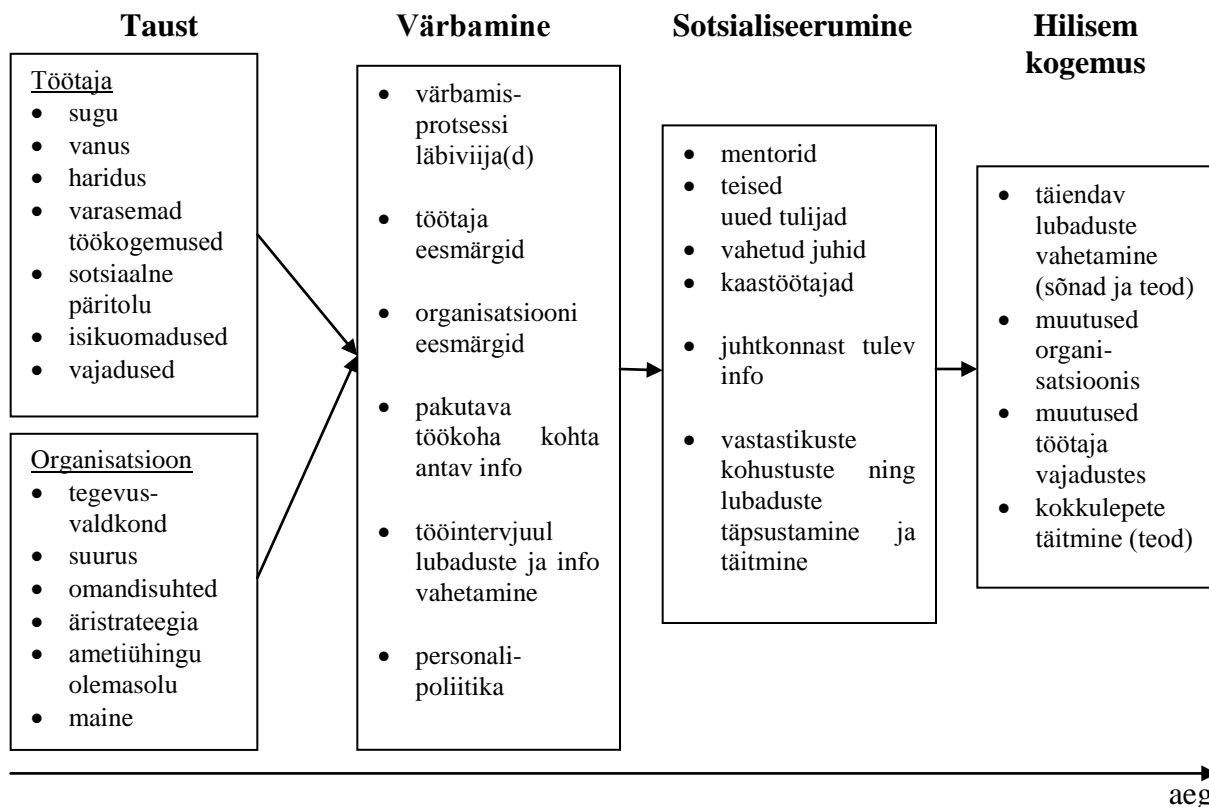 Taust
Värbamine
Sotsialiseerumine
Hilisem
kogemus
Töötaja
• sugu
• vanus
• haridus
• varasemad
töökogemused
• sotsiaalne
päritolu
• isikuomadused
• vajadused
Organisatsioon
• tegevus-
valdkond
• suurus
• omandisuhted
• äristrateegia
• ametiühingu
olemasolu
• maine
• värbamis-
protsessi
läbiviija(d)
• töötaja
eesmärgid
• organisatsiooni
eesmärgid
• pakutava
töökoha kohta
antav info
• tööintervjuul
lubaduste ja info
vahetamine
• personali-
poliitika
• mentorid
• teised
uued tulijad
• vahetud juhid
• kaastöötajad
• juhtkonnast tulev
info
• vastastikuste
kohustuste ning
lubaduste
täpsustamine ja
täitmine
• täiendav
lubaduste
vahetamine
(sõnad ja teod)
• muutused
organi-
satsioonis
• muutused
töötaja
vajadustes
• kokkulepete
täitmine (teod)
aeg